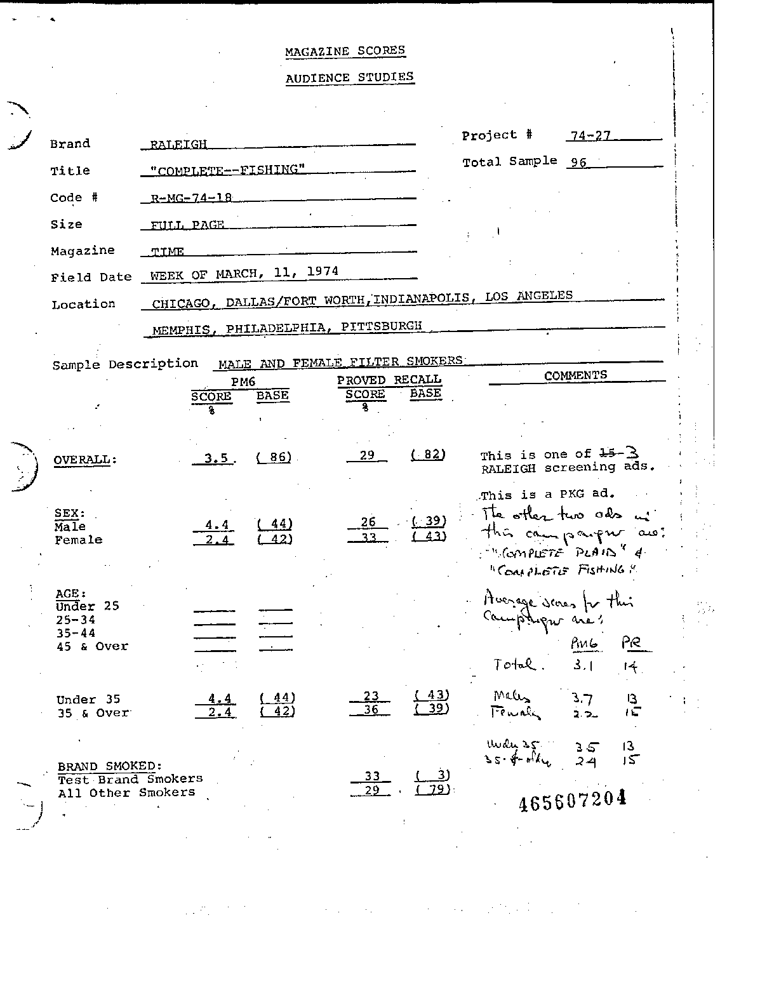 MAGAZINE SCORES
AUDIENCE STUDIES
Project # 74-27
Brand RALEIGH
Total Sample 96
Title "COMPLETE--FISHING"
Code # R-MG-74-18
Size FULL PAGE
Magazine TIME
Field Date WEEK OF MARCH, 11, 1974
Location CHICAGO, DALLAS/FORT WORTH, INDIANAPOLIS, LOS ANGELES
MEMPHIS, PHILADELPHIA, PITTSBURGH
Sample Description MALE AND FEMALE FILTER SMOKERS
PM6 PROVED RECALL COMMENTS
SCORE BASE SCORE BASE
% %
OVERALL: 3.5 ( 86) 29 ( 82) This is one of 15 3
RALEIGH screening ads.
This is a PKG ad.
SEX: The other two ads in
Male 4.4 ( 44) 26 ( 39) this campaign are:
Female 2.4 ( 42) 33 ( 43) "COMPLETE PLAID" &
"COMPLETE FISHING".
AGE: Average scores for this
Under 25 campaign are:
25-34
35-44
45 & Over PM6 PR
Total. 3.1 14
Under 35 4.4 ( 44) 23 ( 43) Males 3.7 13
35 & Over 2.4 ( 42) 36 ( 39) Females 2.2 15
Under 35 3.5 13
BRAND SMOKED: 35 & older 2.4 15
Test Brand Smokers 33 ( 3)
All Other Smokers 29 ( 79)
465607204